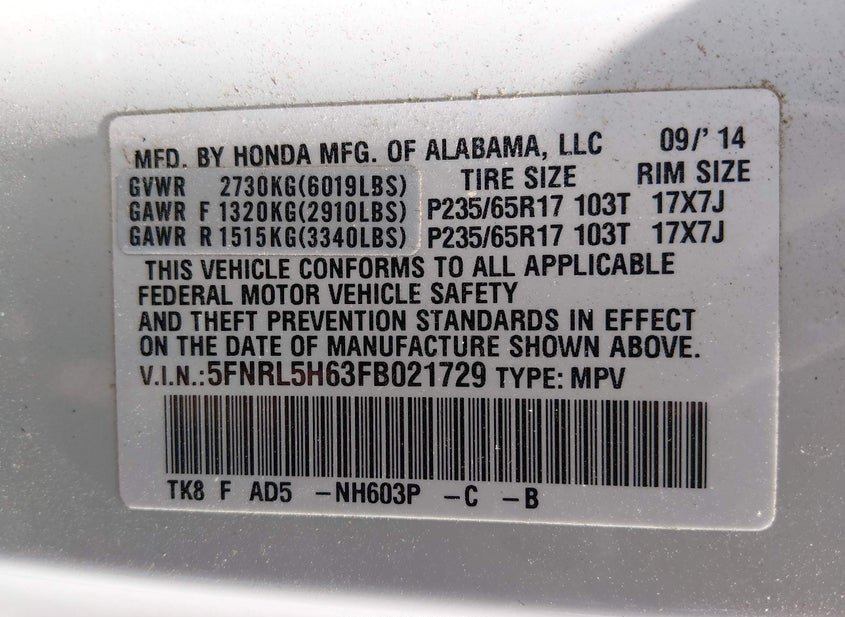 MFD. BY HONDA MFG. OF ALABAMA, LLC 09/'14
GVWR 2730KG(6019LBS) TIRE SIZE RIM SIZE
GAWR F 1320KG(2910LBS) P235/65R17 103T 17X7J
GAWR R 1515KG(3340LBS) P235/65R17 103T 17X7J
THIS VEHICLE CONFORMS TO ALL APPLICABLE
FEDERAL MOTOR VEHICLE SAFETY
AND THEFT PREVENTION STANDARDS IN EFFECT
ON THE DATE OF MANUFACTURE SHOWN ABOVE.
V.I.N.:5FNRL5H63FB021729 TYPE: MPV
TK8 F AD5 -NH603P -C -B